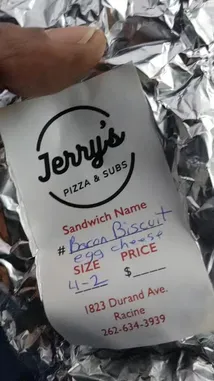 Jerry's
PIZZA & SUBS
Sandwich Name
# Bacon Biscuit
egg cheese
SIZE PRICE
4-2 $
1823 Durand Ave.
Racine
262-634-3939